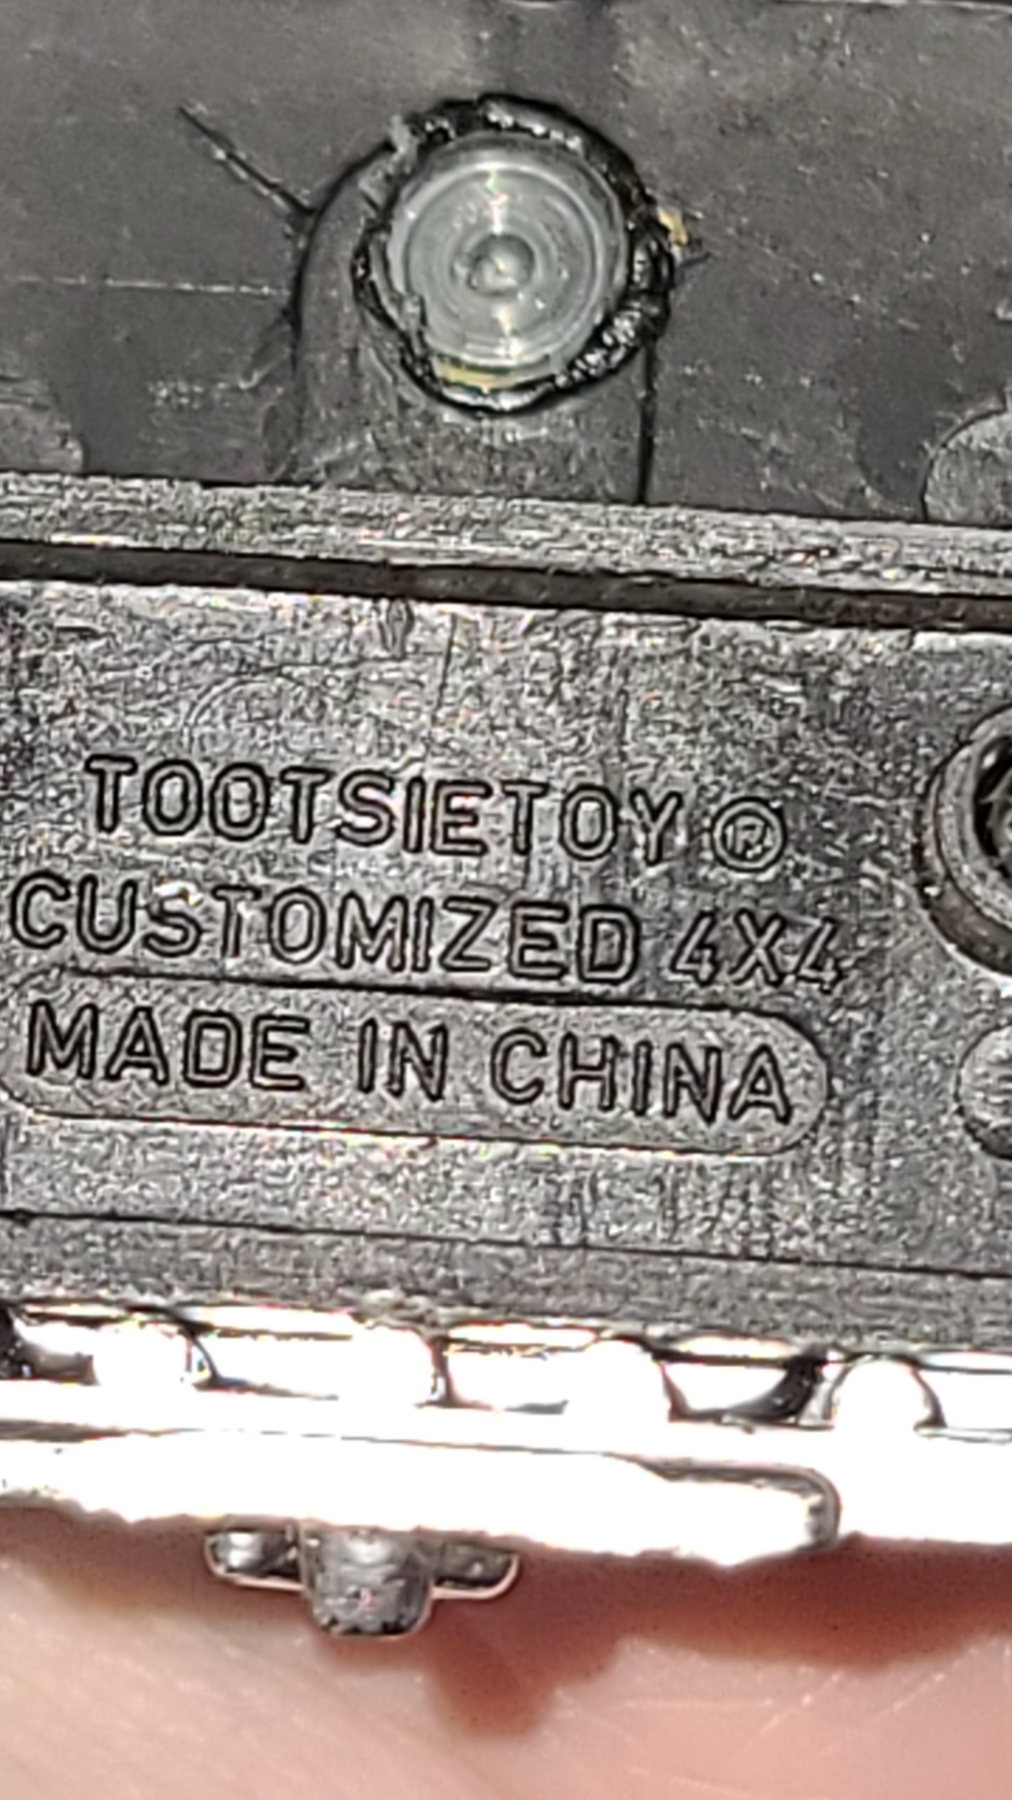 TOOTSIETOY ®
CUSTOMIZED 4X4
MADE IN CHINA